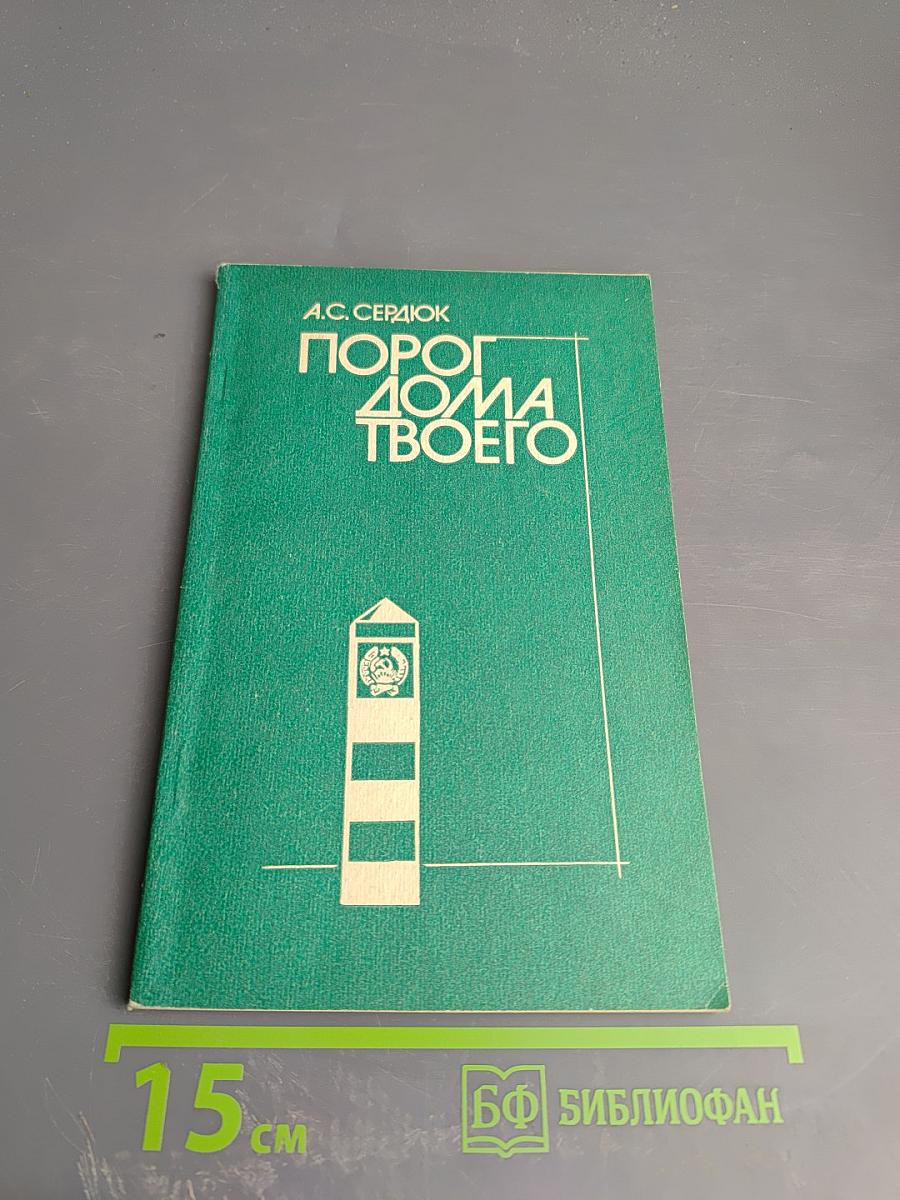 А.С. СЕРДЮК
ПОРОГ
ДОМА
ТВОЕГО
15 см
БФ БИБЛИОФАН